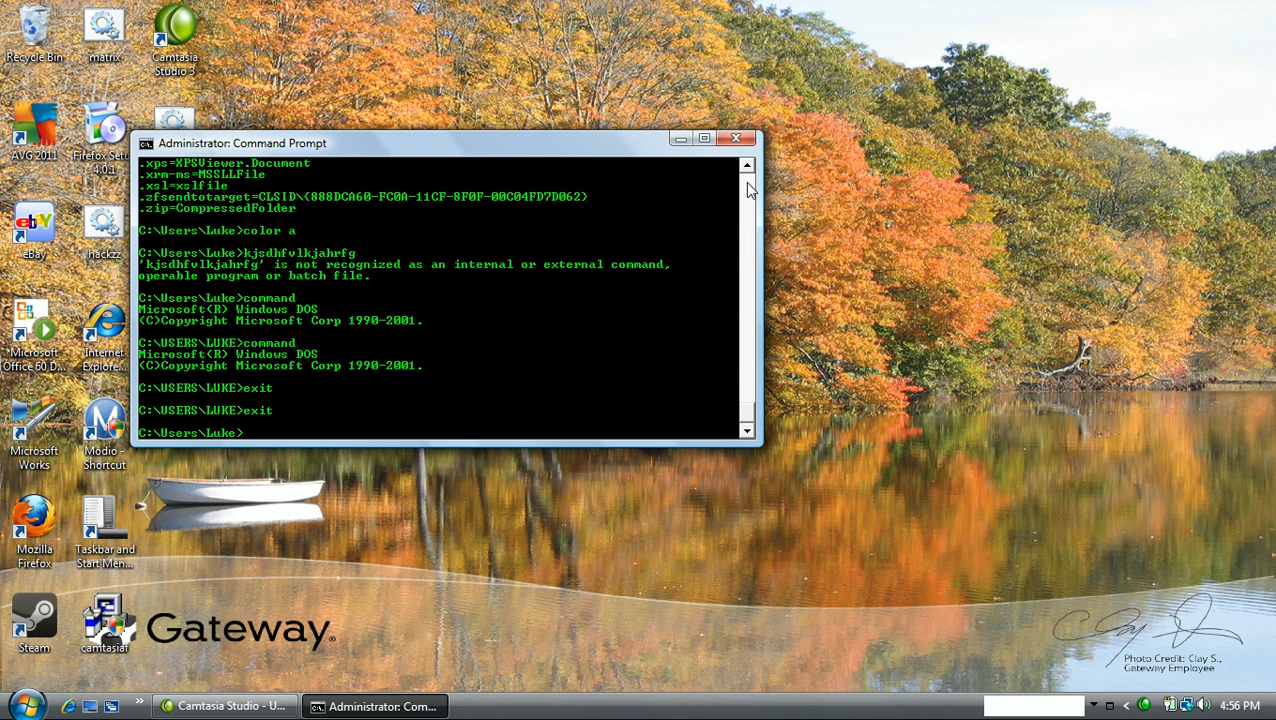 Recycle Bin
matrix
Camtasia
Studio 3
AVG 2011
Firefox Setu
4.0.1
eBay
hackzz
Microsoft
Office 60 D...
Internet
Explore...
Microsoft
Works
Modio -
Shortcut
Mozilla
Firefox
Taskbar and
Start Men...
Steam
camtasiaf
Administrator: Command Prompt
.xps=XPSViewer.Document
.xrm-ms=MSSLLFile
.xsl=xslfile
.zfsendtotarget=CLSID\{888DCA60-FC0A-11CF-8F0F-00C04FD7D062}
.zip=CompressedFolder
C:\Users\Luke>color a
C:\Users\Luke>kjsdhfvlkjahrfg
'kjsdhfvlkjahrfg' is not recognized as an internal or external command,
operable program or batch file.
C:\Users\Luke>command
Microsoft(R) Windows DOS
(C)Copyright Microsoft Corp 1990-2001.
C:\USERS\LUKE>command
Microsoft(R) Windows DOS
(C)Copyright Microsoft Corp 1990-2001.
C:\USERS\LUKE>exit
C:\USERS\LUKE>exit
C:\Users\Luke>
Gateway
Photo Credit: Clay S.,
Gateway Employee
Camtasia Studio - U...
Administrator: Com...
4:56 PM